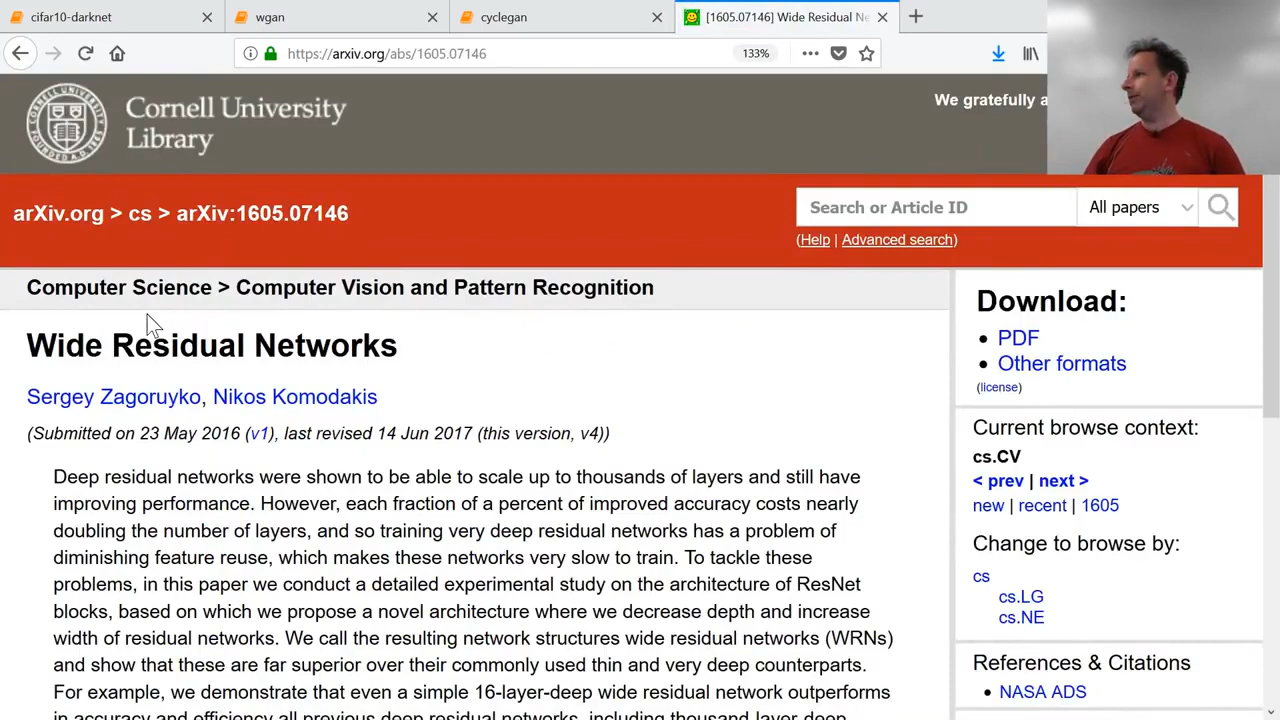 cifar10-darknet
wgan
cyclegan
[1605.07146] Wide Residual Ne
https://arxiv.org/abs/1605.07146
133%
Cornell University
Library
We gratefully a
arXiv.org > cs > arXiv:1605.07146
Search or Article ID
All papers
(Help | Advanced search)
Computer Science > Computer Vision and Pattern Recognition
Wide Residual Networks
Sergey Zagoruyko, Nikos Komodakis
(Submitted on 23 May 2016 (v1), last revised 14 Jun 2017 (this version, v4))
Deep residual networks were shown to be able to scale up to thousands of layers and still have
improving performance. However, each fraction of a percent of improved accuracy costs nearly
doubling the number of layers, and so training very deep residual networks has a problem of
diminishing feature reuse, which makes these networks very slow to train. To tackle these
problems, in this paper we conduct a detailed experimental study on the architecture of ResNet
blocks, based on which we propose a novel architecture where we decrease depth and increase
width of residual networks. We call the resulting network structures wide residual networks (WRNs)
and show that these are far superior over their commonly used thin and very deep counterparts.
For example, we demonstrate that even a simple 16-layer-deep wide residual network outperforms
in accuracy and efficiency all previous deep residual networks, including thousand-layer-deep
Download:
PDF
Other formats
(license)
Current browse context:
cs.CV
< prev | next >
new | recent | 1605
Change to browse by:
cs
cs.LG
cs.NE
References & Citations
NASA ADS